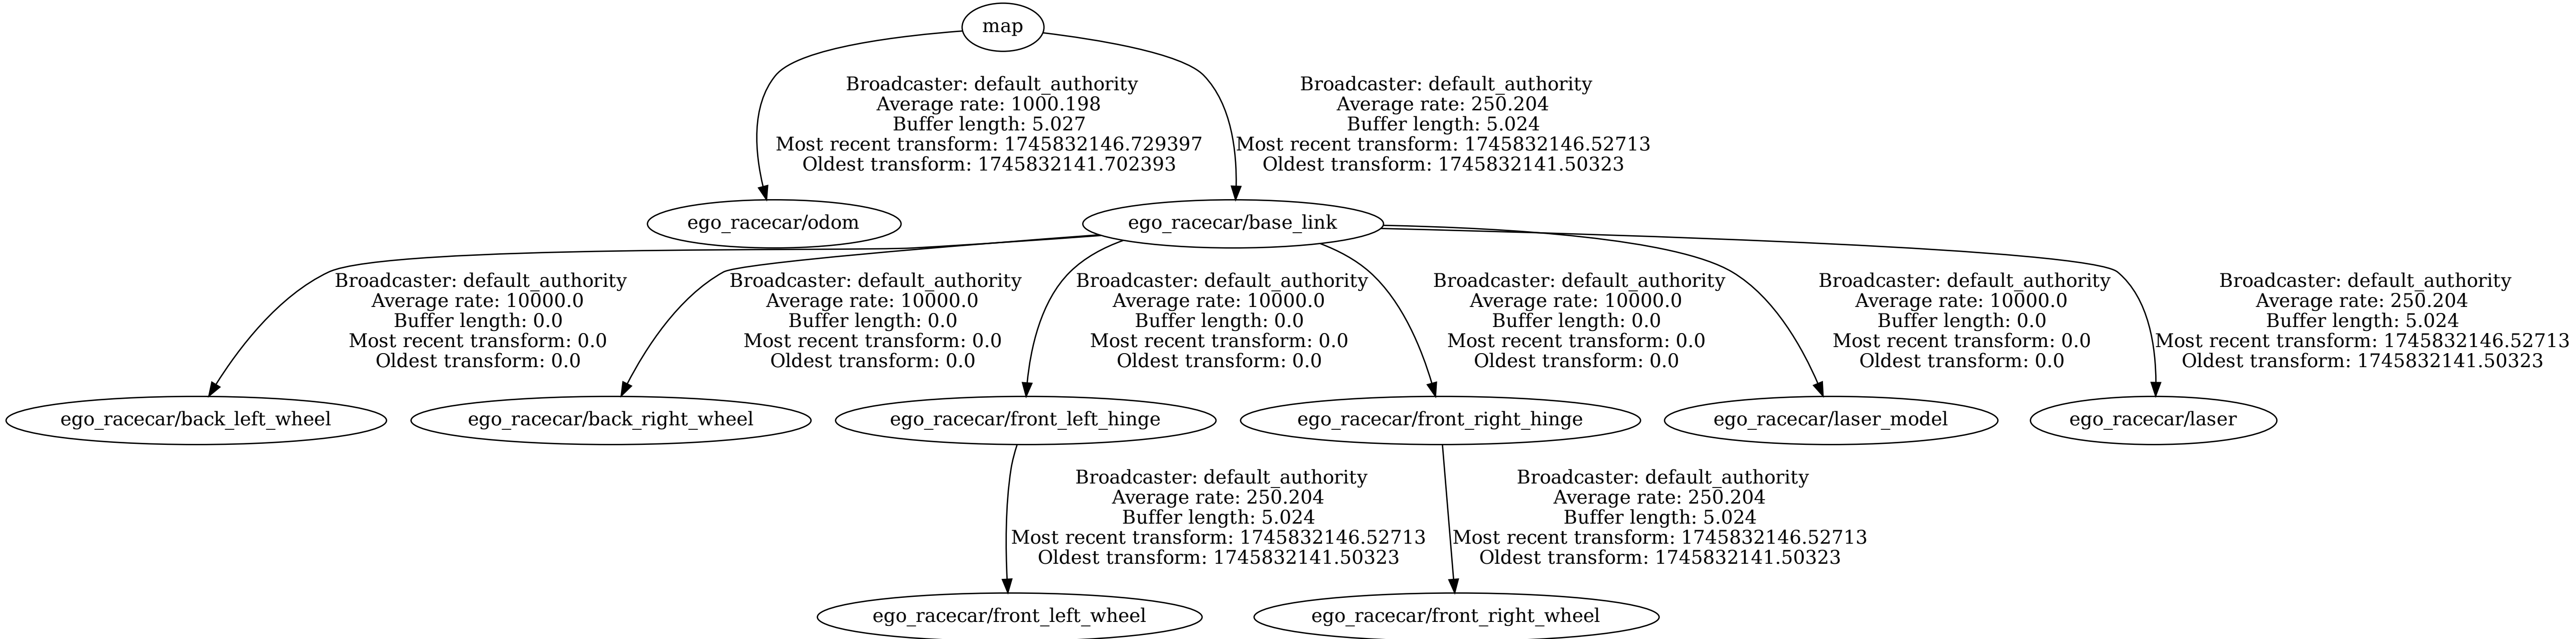 map
Broadcaster: default_authority
Average rate: 1000.198
Buffer length: 5.027
Most recent transform: 1745832146.729397
Oldest transform: 1745832141.702393
Broadcaster: default_authority
Average rate: 250.204
Buffer length: 5.024
Most recent transform: 1745832146.52713
Oldest transform: 1745832141.50323
ego_racecar/odom
ego_racecar/base_link
Broadcaster: default_authority
Average rate: 10000.0
Buffer length: 0.0
Most recent transform: 0.0
Oldest transform: 0.0
Broadcaster: default_authority
Average rate: 10000.0
Buffer length: 0.0
Most recent transform: 0.0
Oldest transform: 0.0
Broadcaster: default_authority
Average rate: 10000.0
Buffer length: 0.0
Most recent transform: 0.0
Oldest transform: 0.0
Broadcaster: default_authority
Average rate: 10000.0
Buffer length: 0.0
Most recent transform: 0.0
Oldest transform: 0.0
Broadcaster: default_authority
Average rate: 10000.0
Buffer length: 0.0
Most recent transform: 0.0
Oldest transform: 0.0
Broadcaster: default_authority
Average rate: 250.204
Buffer length: 5.024
Most recent transform: 1745832146.52713
Oldest transform: 1745832141.50323
ego_racecar/back_left_wheel
ego_racecar/back_right_wheel
ego_racecar/front_left_hinge
ego_racecar/front_right_hinge
ego_racecar/laser_model
ego_racecar/laser
Broadcaster: default_authority
Average rate: 250.204
Buffer length: 5.024
Most recent transform: 1745832146.52713
Oldest transform: 1745832141.50323
Broadcaster: default_authority
Average rate: 250.204
Buffer length: 5.024
Most recent transform: 1745832146.52713
Oldest transform: 1745832141.50323
ego_racecar/front_left_wheel
ego_racecar/front_right_wheel